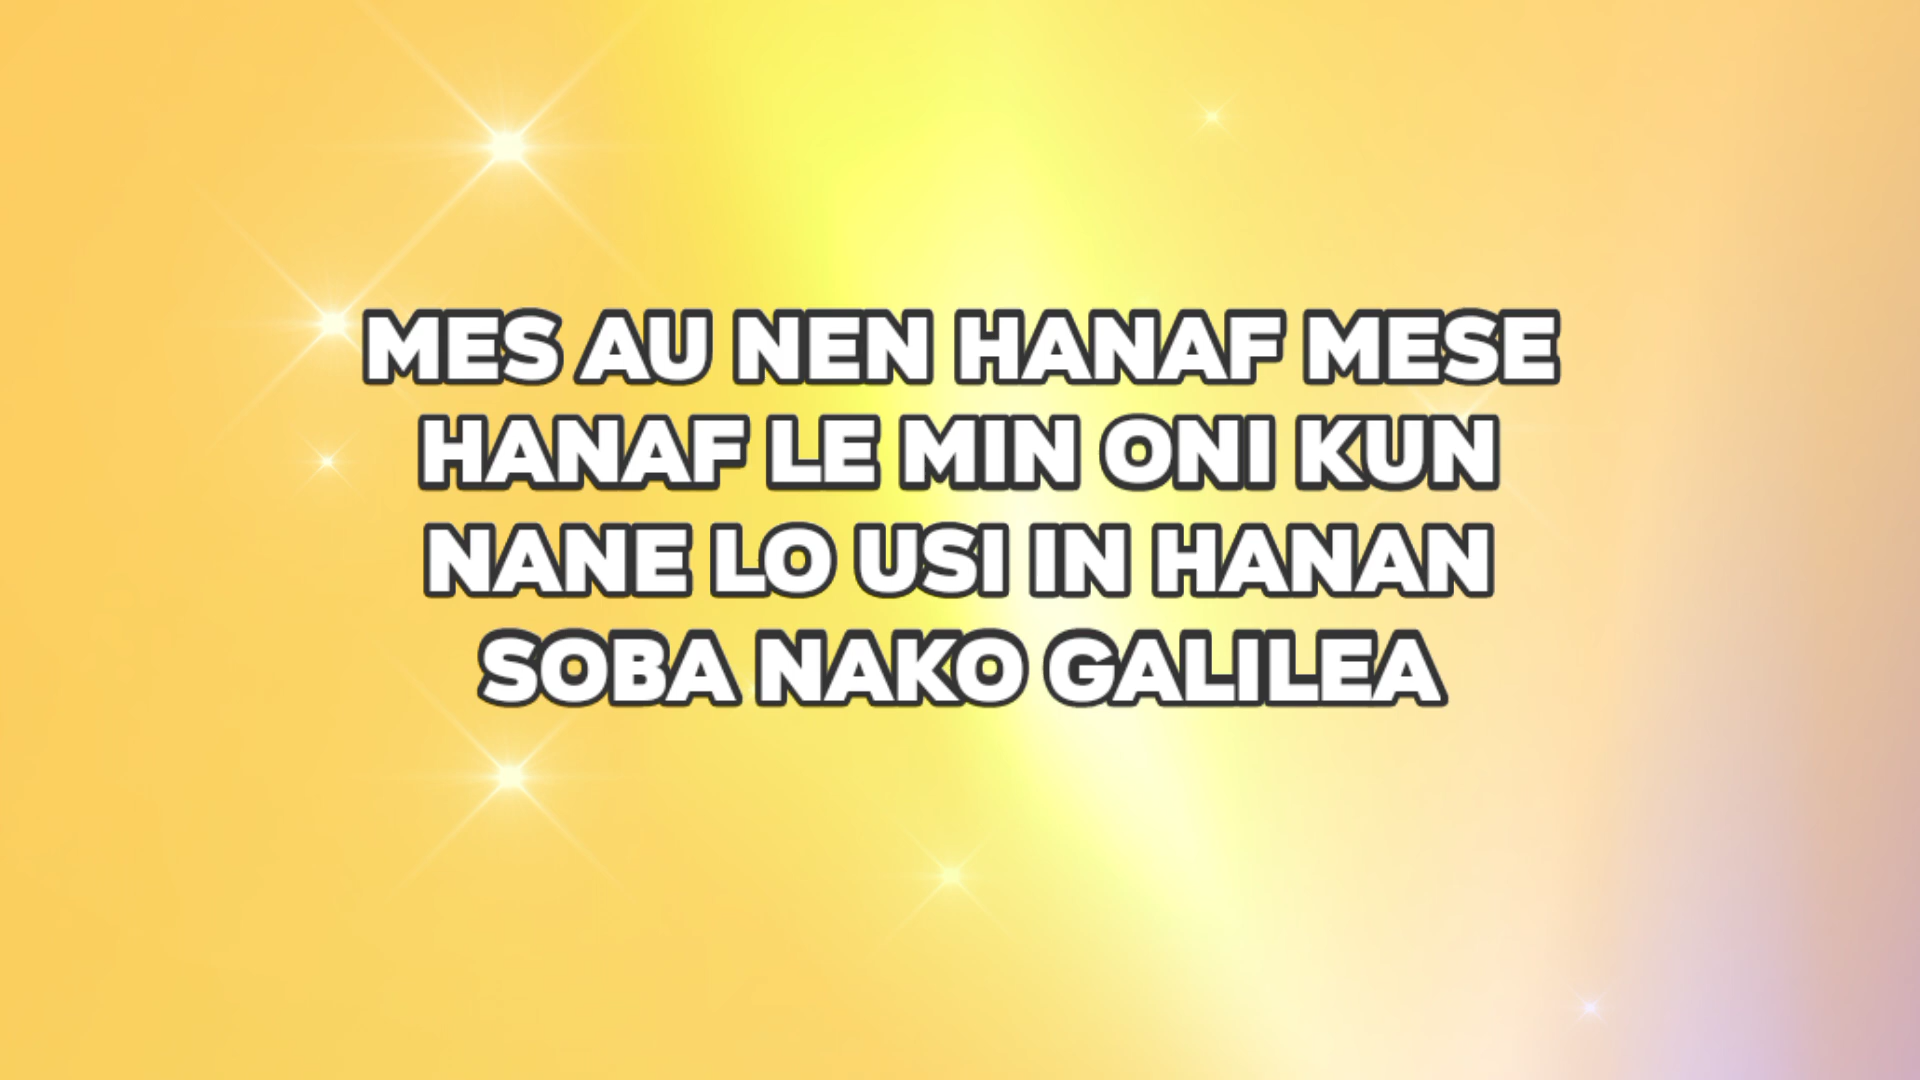 MES AU NEN HANAF MESE
HANAF LE MIN ONI KUN
NANE LO USI IN HANAN
SOBA NAKO GALILEA